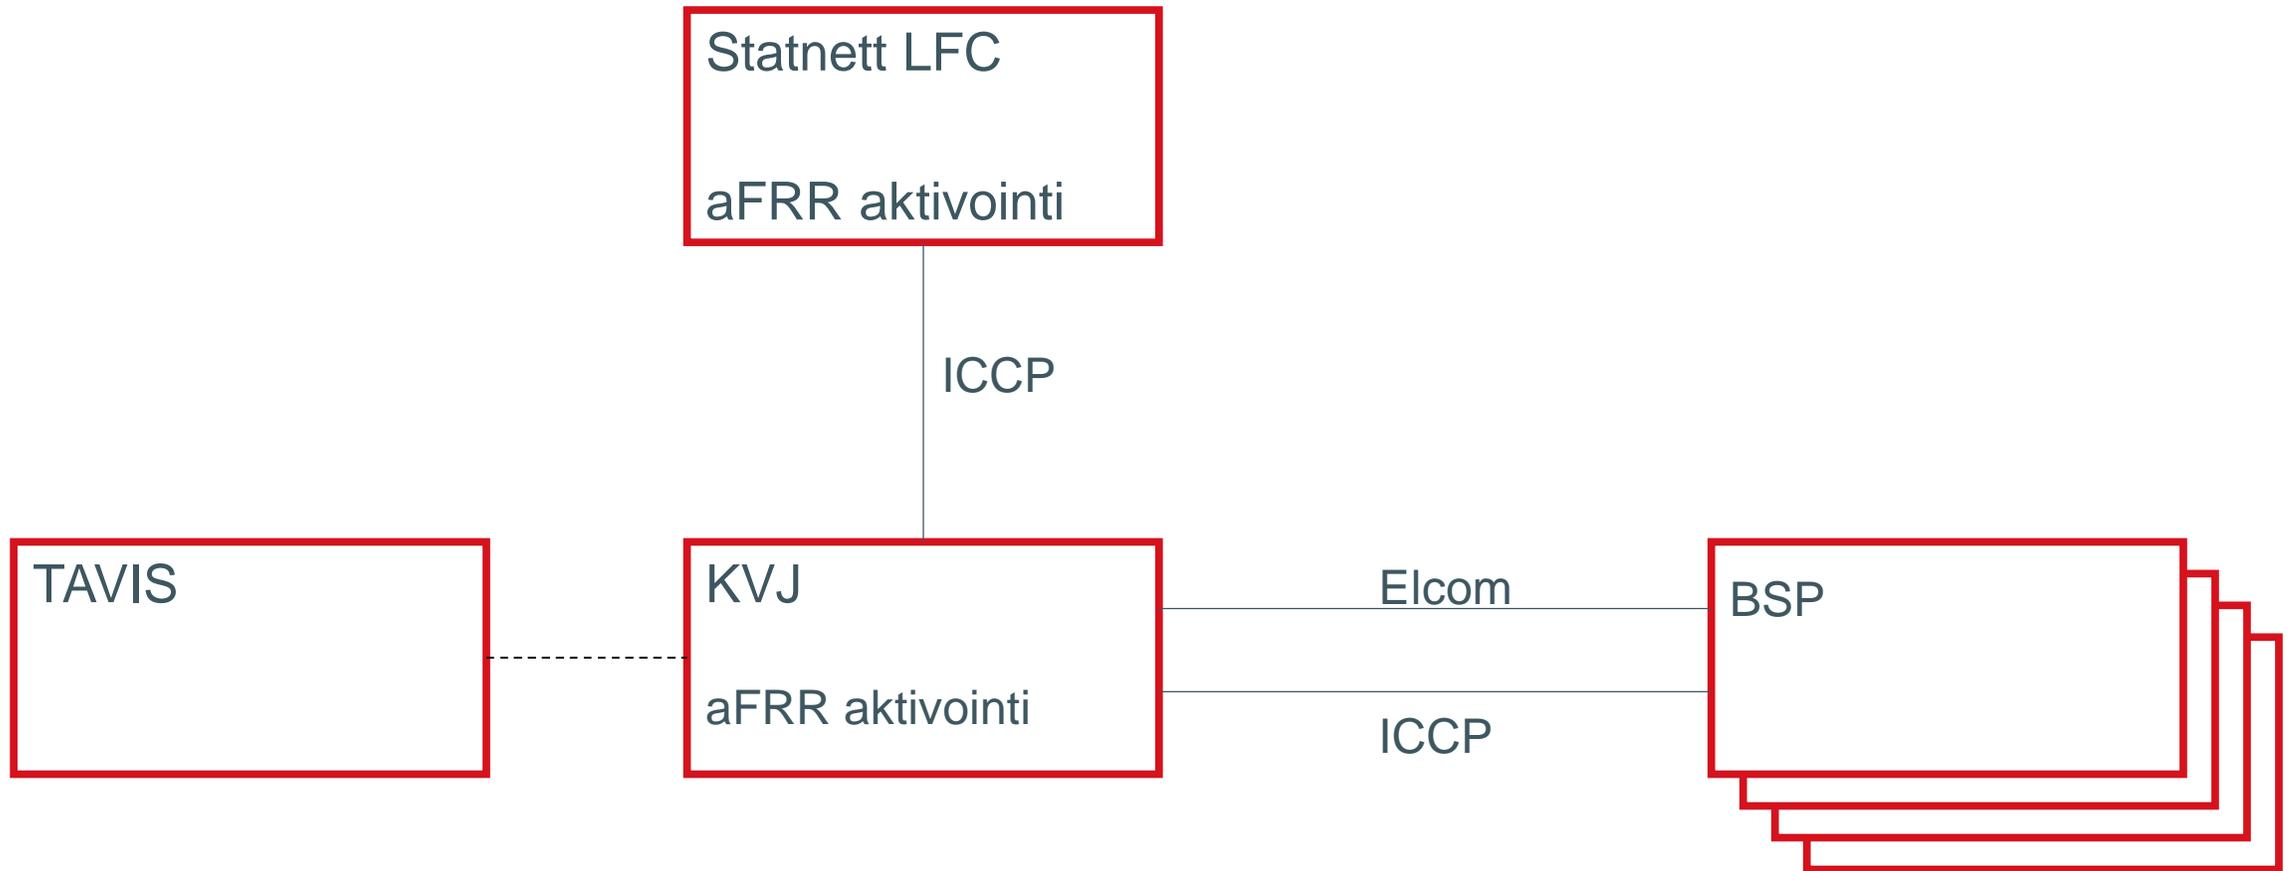 Statnett LFC
aFRR aktivointi
ICCP
TAVIS
KVJ
aFRR aktivointi
Elcom
ICCP
BSP